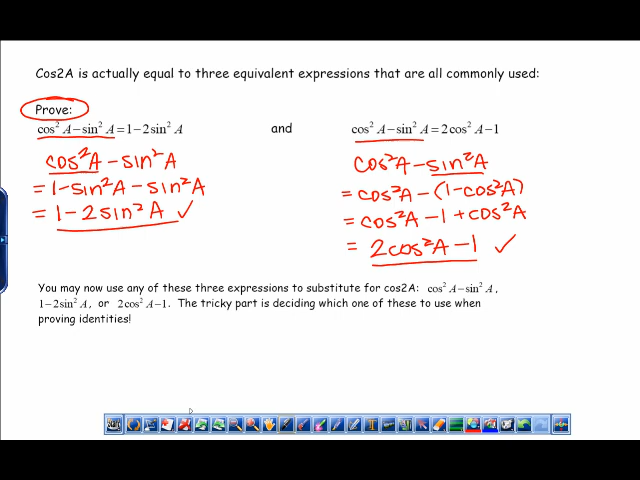 Cos2A is actually equal to three equivalent expressions that are all commonly used:
Prove:
cos² A − sin² A = 1 − 2sin² A and cos² A − sin² A = 2cos² A − 1
cos²A − sin²A
= 1 − sin²A − sin²A
= 1 − 2sin²A ✓
cos²A − sin²A
= cos²A − (1 − cos²A)
= cos²A − 1 + cos²A
= 2cos²A − 1 ✓
You may now use any of these three expressions to substitute for cos2A: cos² A − sin² A,
1 − 2sin² A, or 2cos² A − 1. The tricky part is deciding which one of these to use when
proving identities!